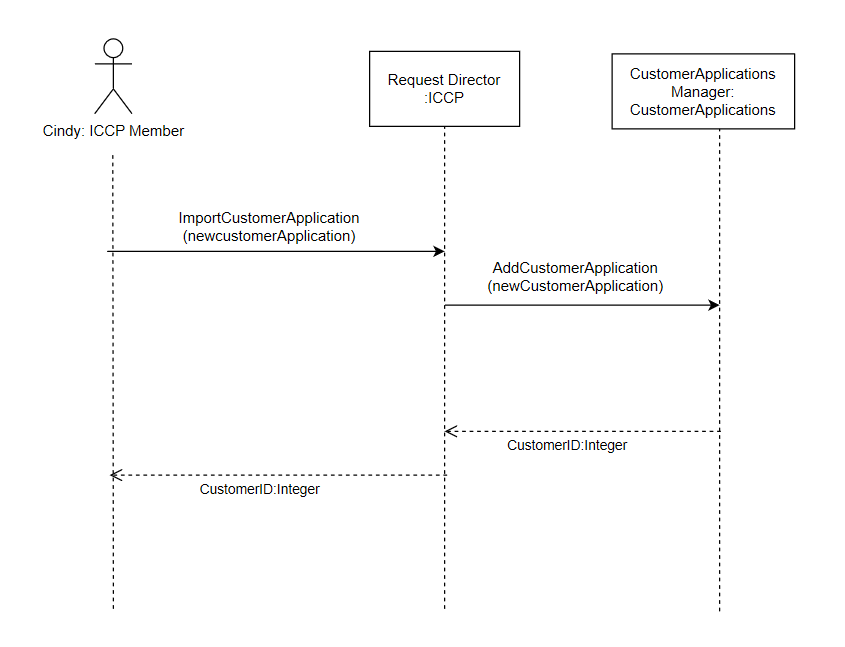 Cindy: ICCP Member
Request Director
:ICCP
CustomerApplications
Manager:
CustomerApplications
ImportCustomerApplication
(newcustomerApplication)
AddCustomerApplication
(newCustomerApplication)
CustomerID:Integer
CustomerID:Integer